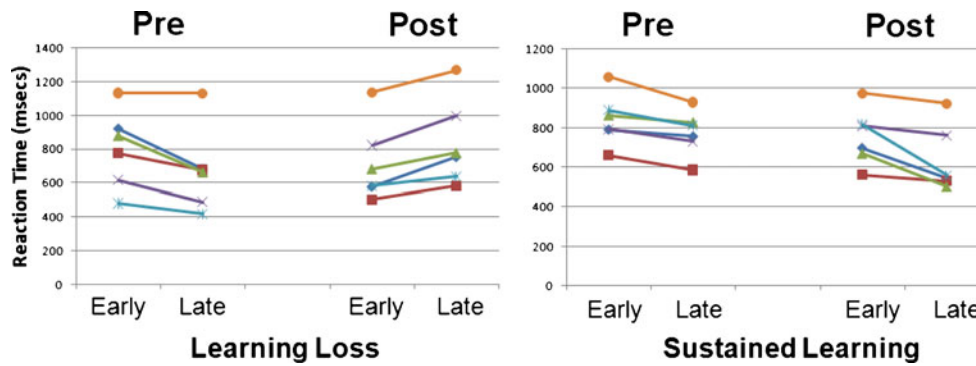 Pre Post
Reaction Time (msecs)
1400
1200
1000
800
600
400
200
0
Early Late Early Late
Learning Loss
Pre Post
1200
1000
800
600
400
200
0
Early Late Early Late
Sustained Learning